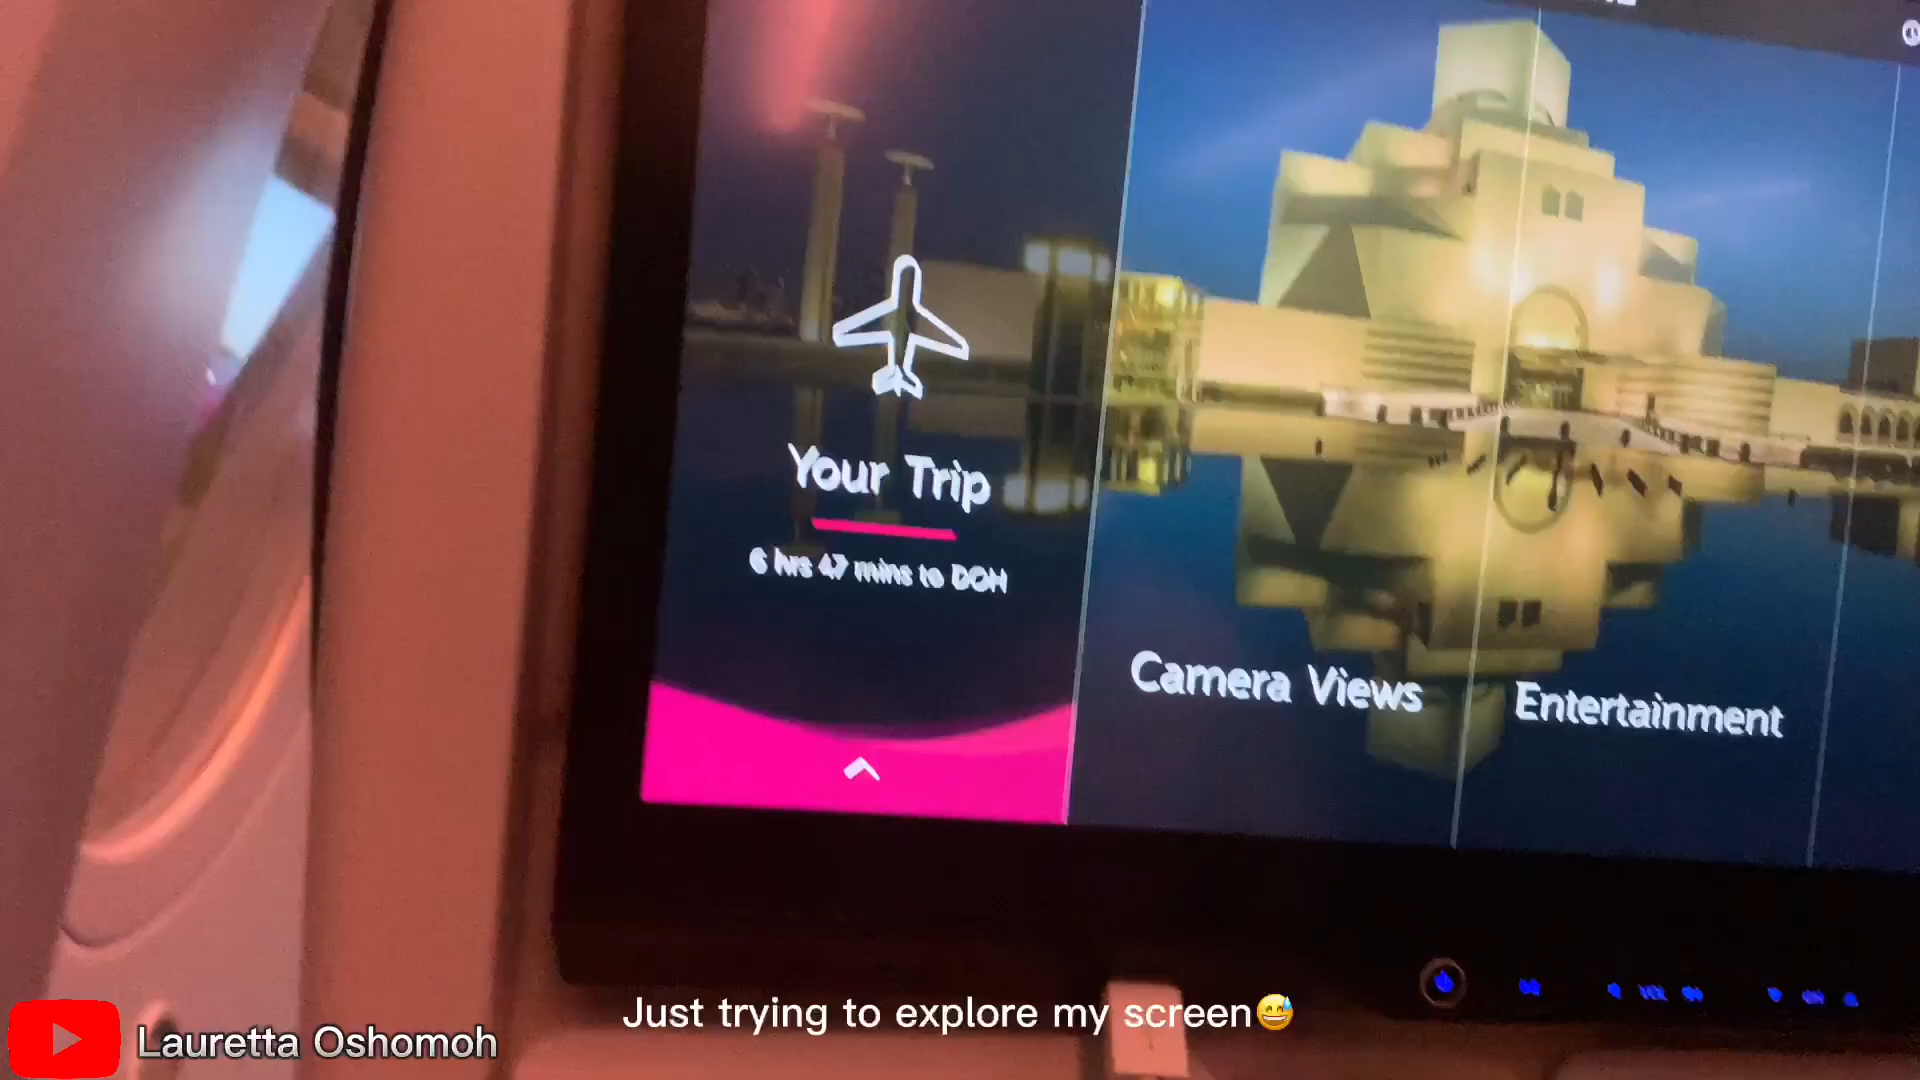 Your Trip
6 hrs 47 mins to DOH
Camera Views
Entertainment
Just trying to explore my screen😅
Lauretta Oshomoh